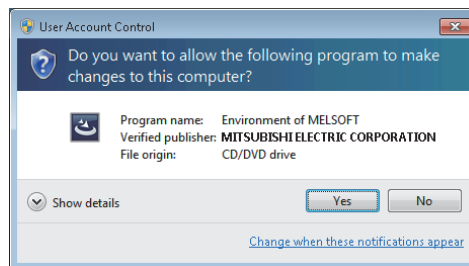 User Account Control
Do you want to allow the following program to make
changes to this computer?
Program name: Environment of MELSOFT
Verified publisher: MITSUBISHI ELECTRIC CORPORATION
File origin: CD/DVD drive
Show details
Yes
No
Change when these notifications appear